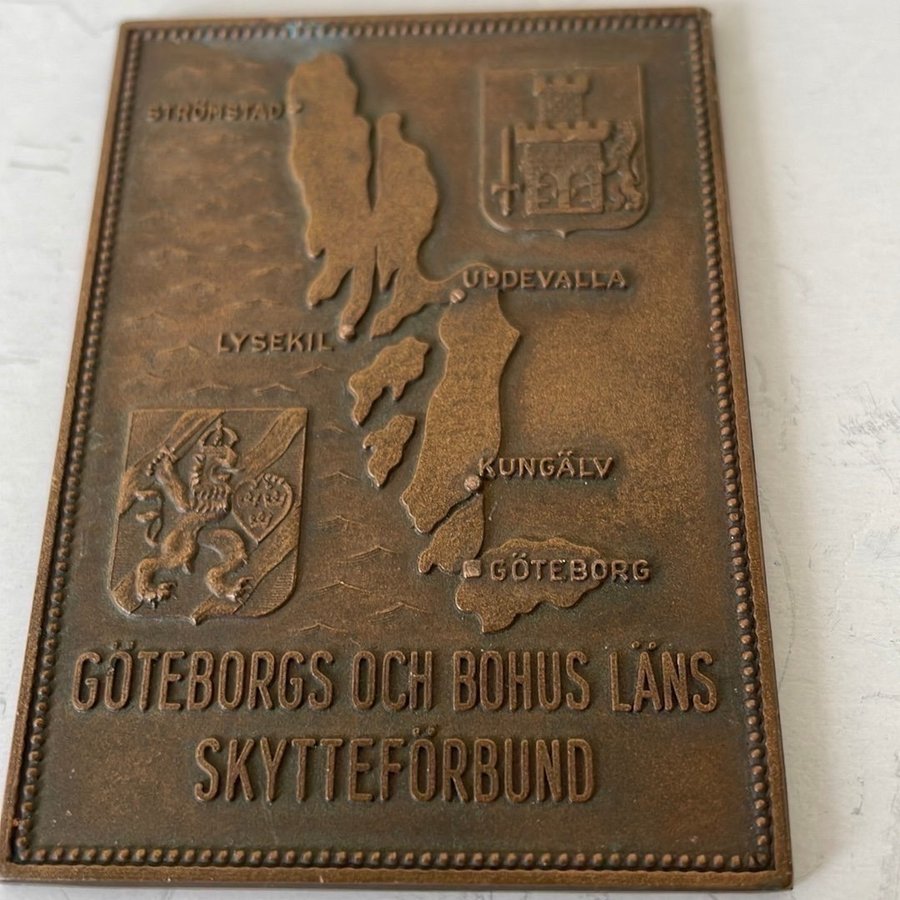 STRÖMSTAD
UDDEVALLA
LYSEKIL
KUNGÄLV
GÖTEBORG
GÖTEBORGS OCH BOHUS LÄNS
SKYTTEFÖRBUND